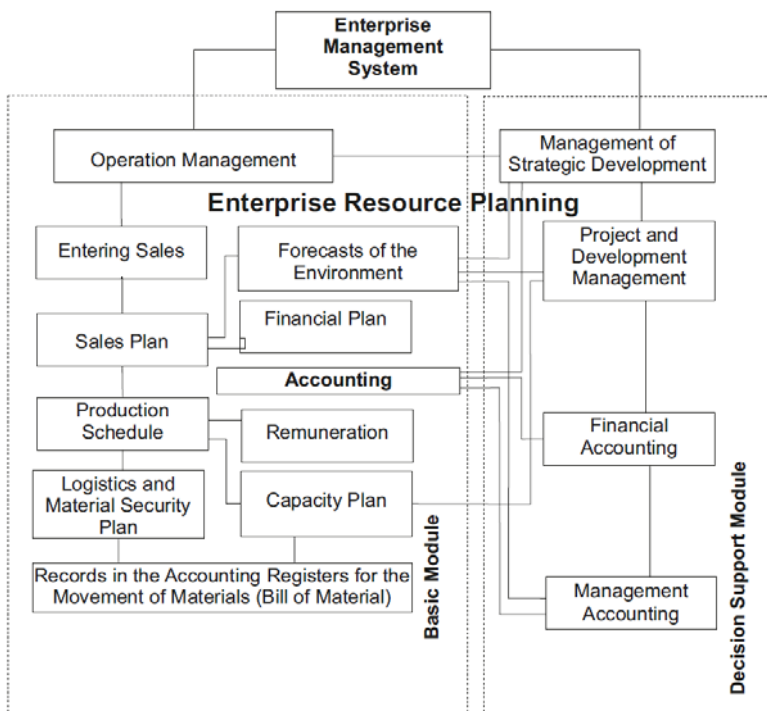 Enterprise
Management
System
Operation Management
Management of
Strategic Development
Enterprise Resource Planning
Entering Sales
Forecasts of the
Environment
Project and
Development
Management
Sales Plan
Financial Plan
Accounting
Production
Schedule
Remuneration
Financial
Accounting
Logistics and
Material Security
Plan
Capacity Plan
Records in the Accounting Registers for the
Movement of Materials (Bill of Material)
Basic Module
Management
Accounting
Decision Support Module